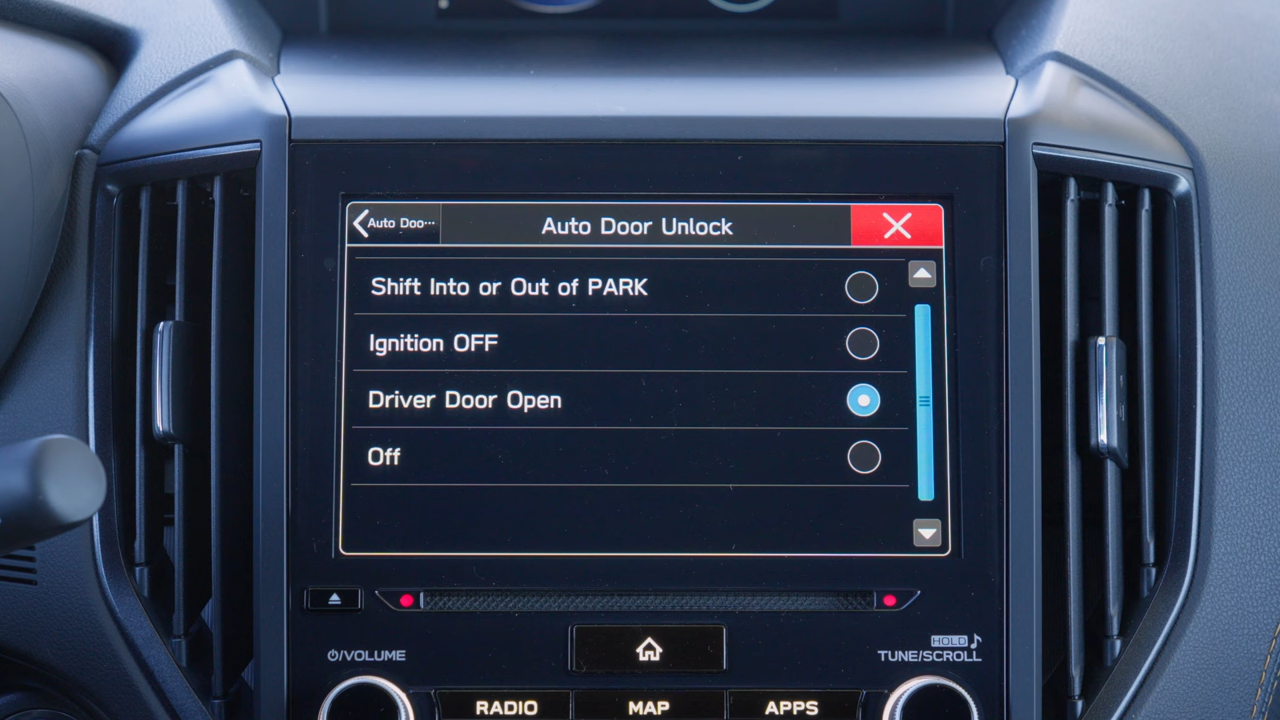 Auto Doo…
Auto Door Unlock
Shift Into or Out of PARK
Ignition OFF
Driver Door Open
Off
HOLD
/VOLUME
TUNE/SCROLL
RADIO
MAP
APPS